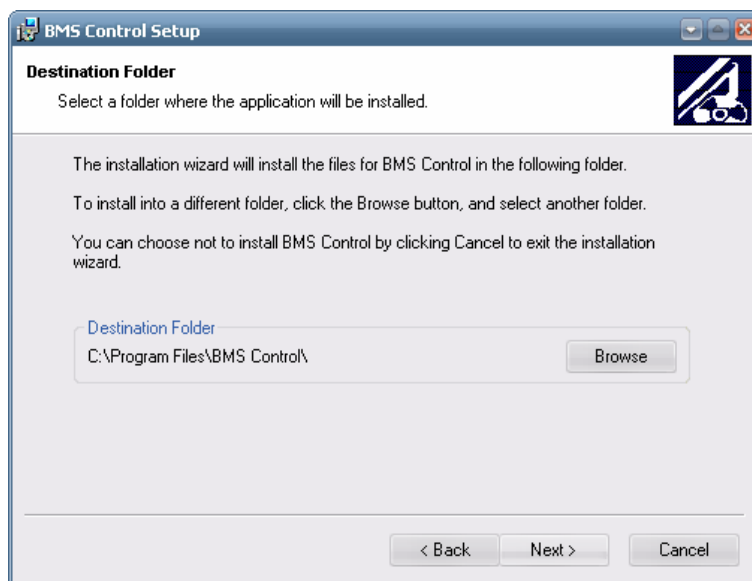 BMS Control Setup
Destination Folder
Select a folder where the application will be installed.
The installation wizard will install the files for BMS Control in the following folder.
To install into a different folder, click the Browse button, and select another folder.
You can choose not to install BMS Control by clicking Cancel to exit the installation
wizard.
Destination Folder
C:\Program Files\BMS Control\
Browse
< Back
Next >
Cancel